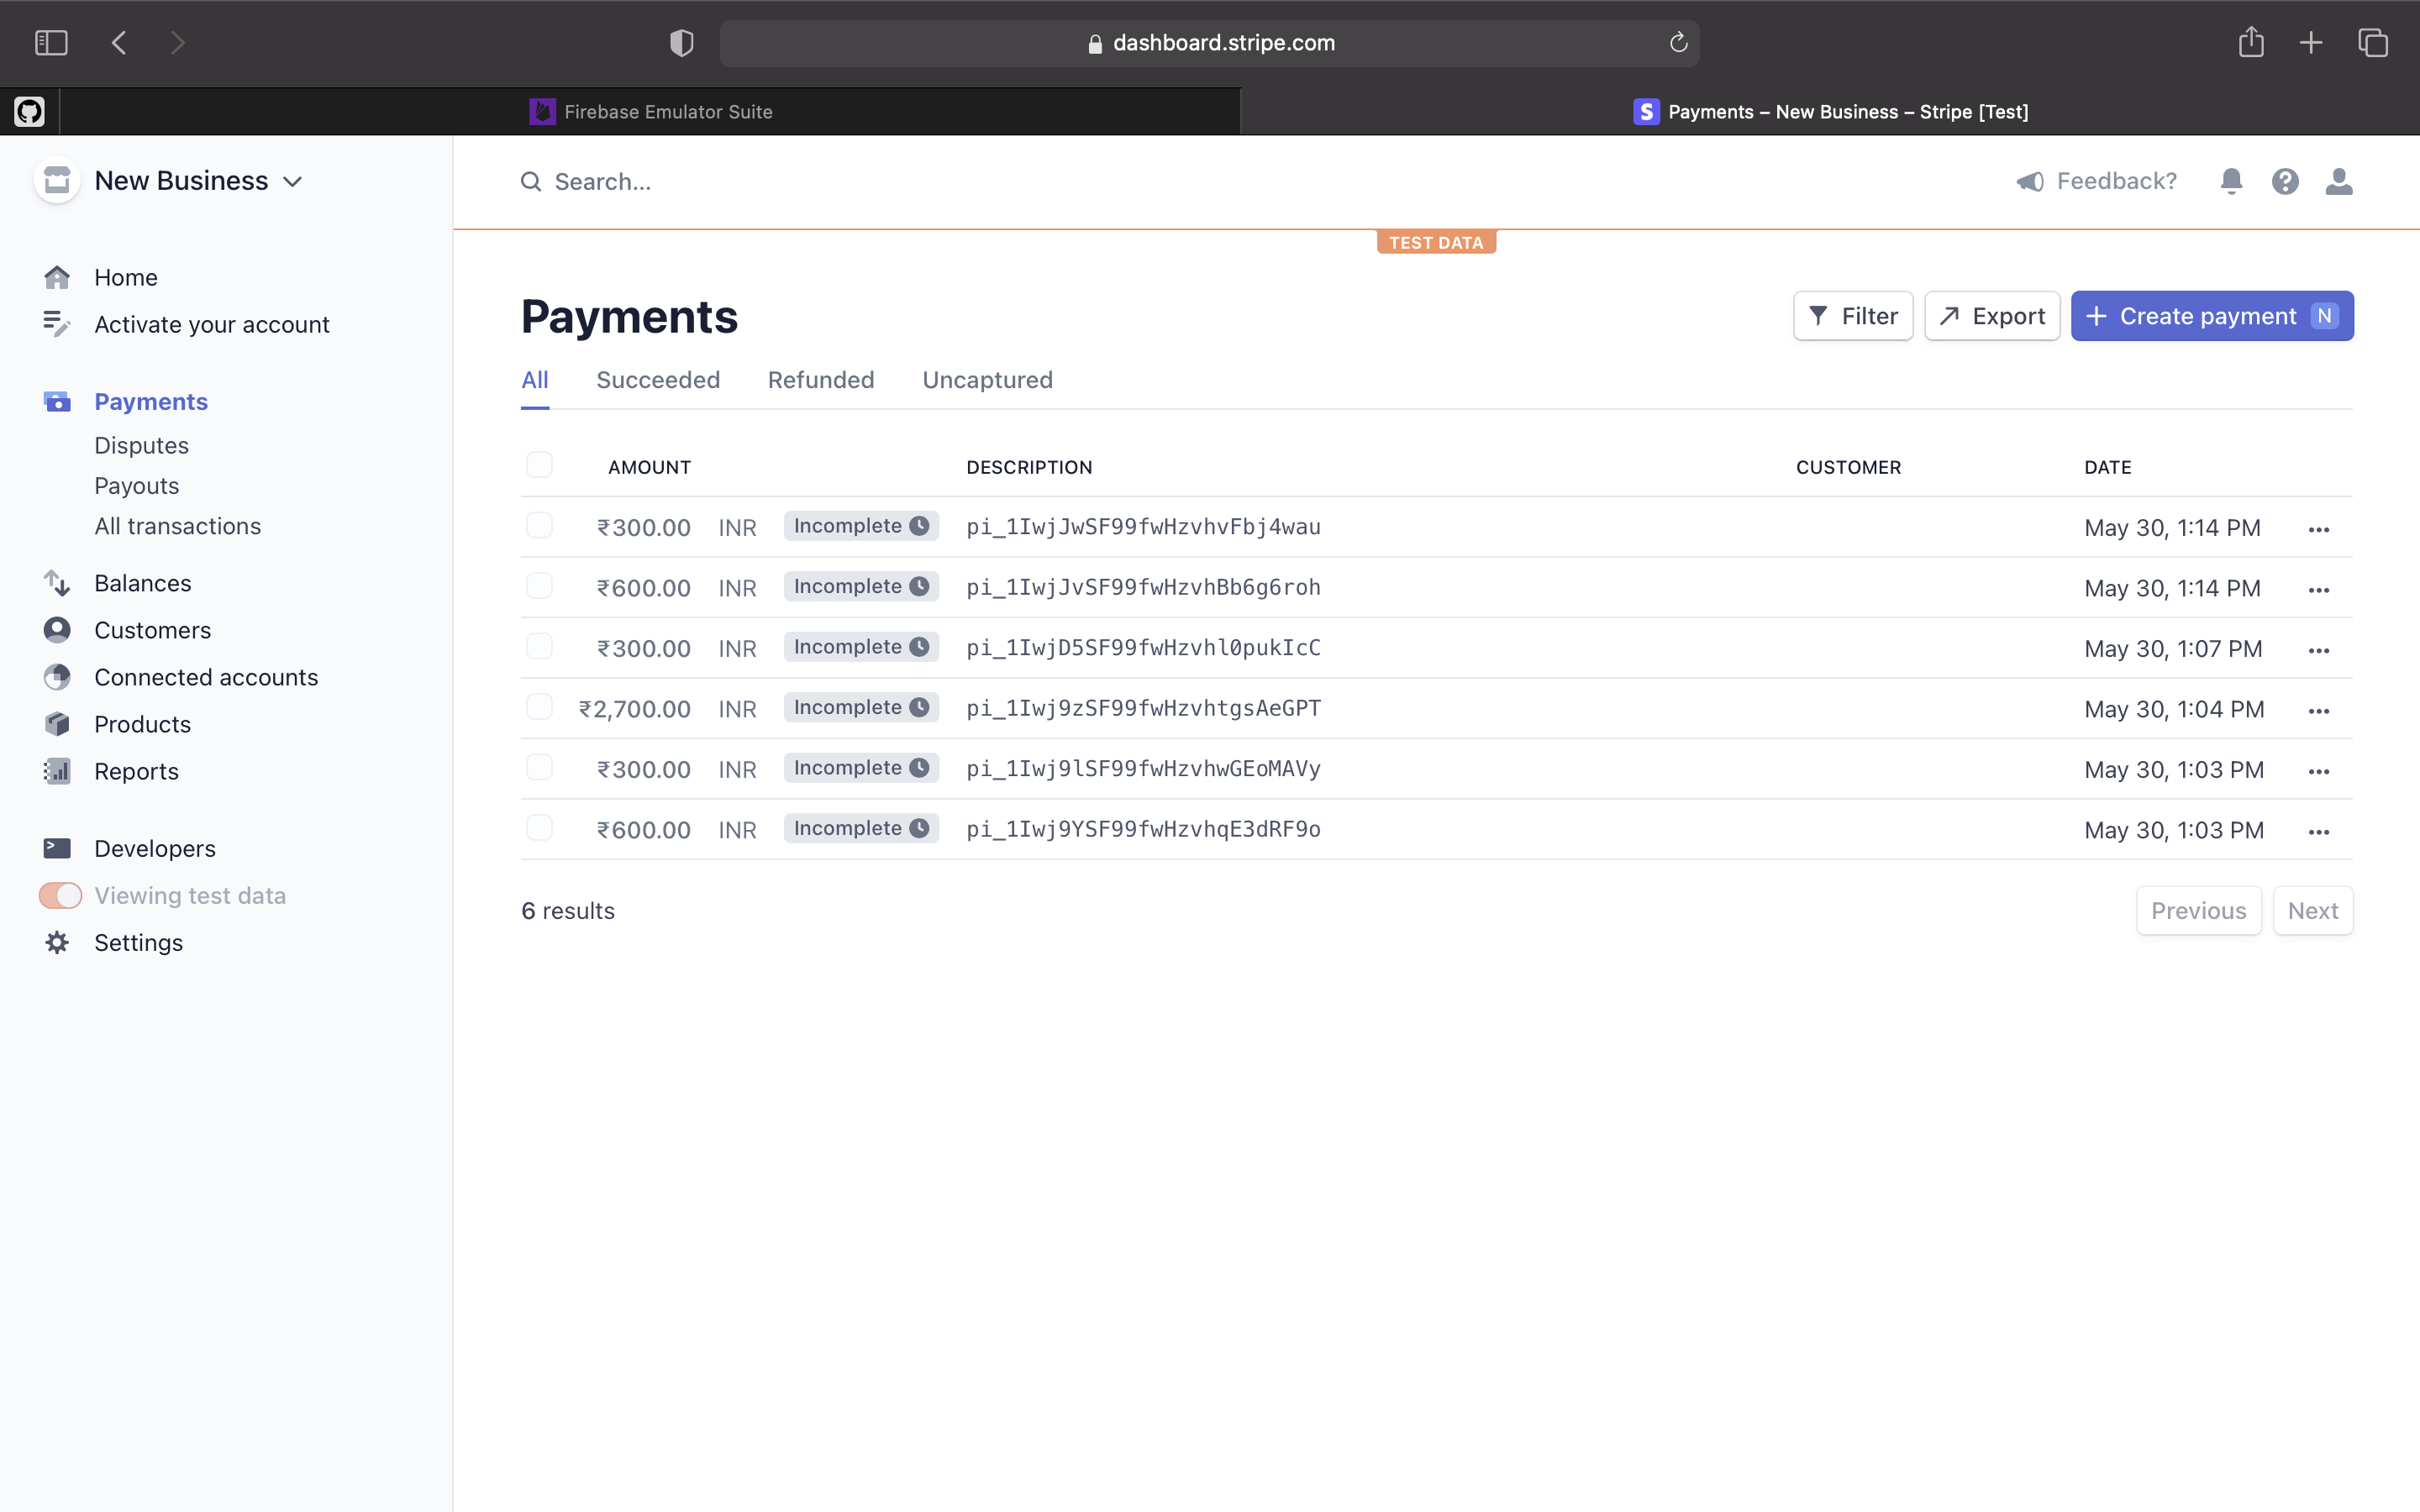 dashboard.stripe.com
Firebase Emulator Suite
Payments – New Business – Stripe [Test]
New Business
Search...
Feedback?
TEST DATA
Home
Activate your account
Payments
Disputes
Payouts
All transactions
Balances
Customers
Connected accounts
Products
Reports
Developers
Viewing test data
Settings
Payments
Filter
Export
Create payment N
All Succeeded Refunded Uncaptured
AMOUNT DESCRIPTION CUSTOMER DATE
₹300.00 INR Incomplete pi_1IwjJwSF99fwHzvhvFbj4wau May 30, 1:14 PM
₹600.00 INR Incomplete pi_1IwjJvSF99fwHzvhBb6g6roh May 30, 1:14 PM
₹300.00 INR Incomplete pi_1IwjD5SF99fwHzvhl0pukIcC May 30, 1:07 PM
₹2,700.00 INR Incomplete pi_1Iwj9zSF99fwHzvhtgsAeGPT May 30, 1:04 PM
₹300.00 INR Incomplete pi_1Iwj9lSF99fwHzvhwGEoMAVy May 30, 1:03 PM
₹600.00 INR Incomplete pi_1Iwj9YSF99fwHzvhqE3dRF9o May 30, 1:03 PM
6 results
Previous
Next